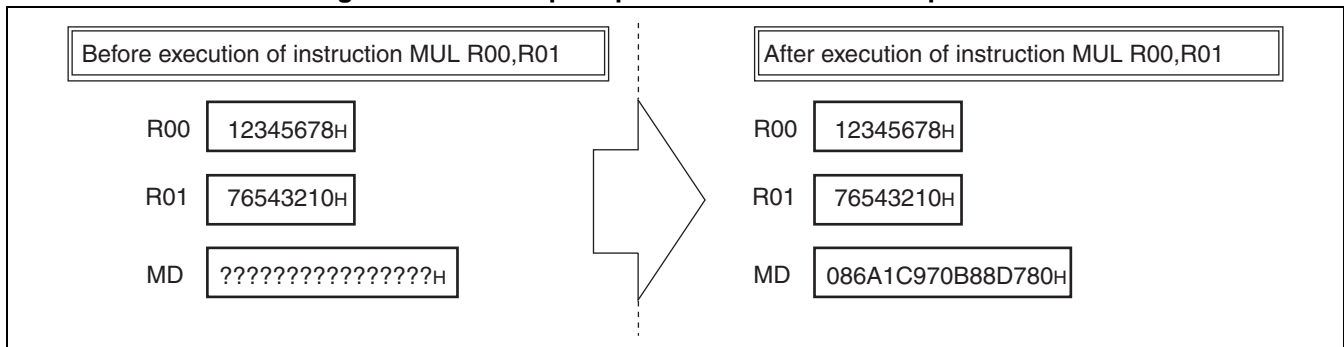 Before execution of instruction MUL R00,R01
After execution of instruction MUL R00,R01
R00 12345678H
R00 12345678H
R01 76543210H
R01 76543210H
MD ????????????????H
MD 086A1C970B88D780H